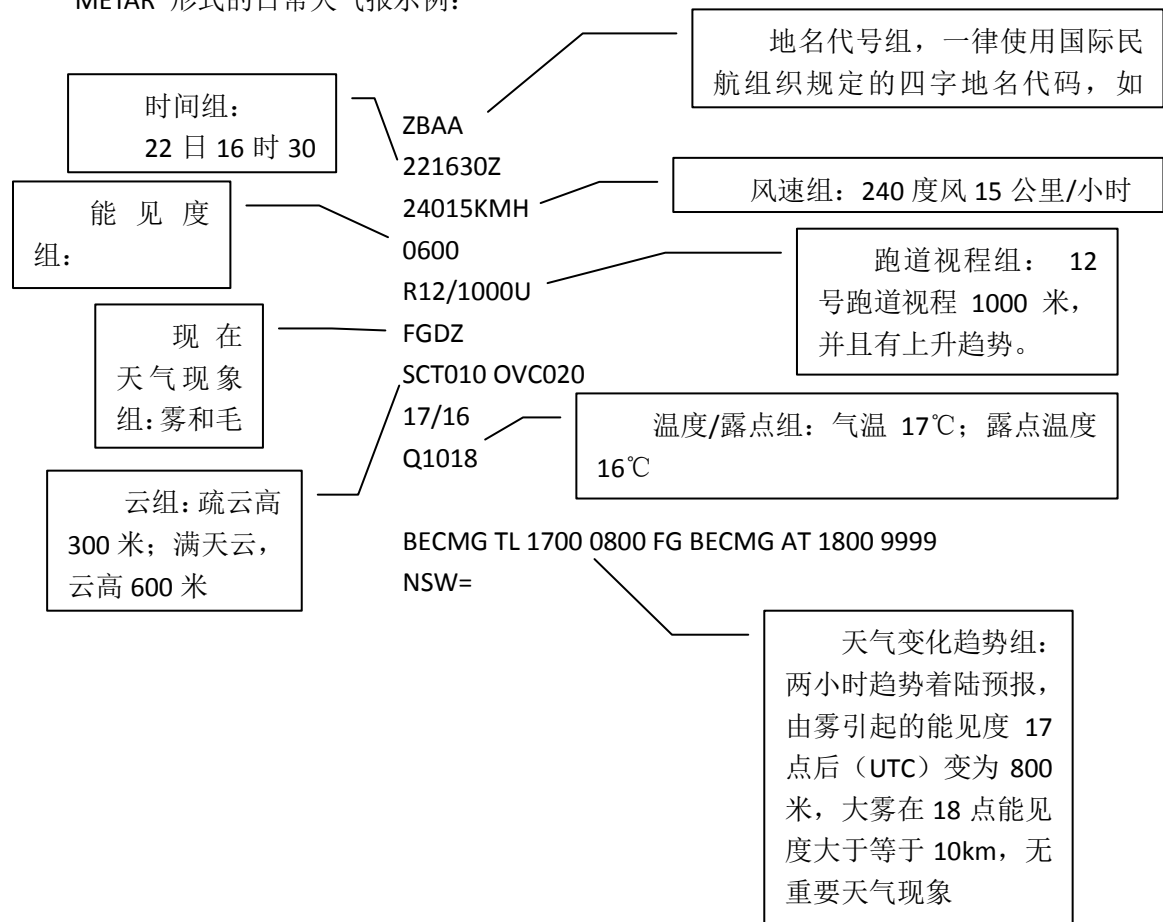 METAR 形式的日常天气报示例:
地名代号组，一律使用国际民
航组织规定的四字地名代码，如
时间组：
22 日 16 时 30
ZBAA
221630Z
24015KMH
0600
R12/1000U
FGDZ
SCT010 OVC020
17/16
Q1018
风速组：240 度风 15 公里/小时
能 见 度
组：
跑道视程组： 12
号跑道视程 1000 米，
并且有上升趋势。
现 在
天气现象
组:雾和毛
温度/露点组：气温 17℃；露点温度
16℃
云组：疏云高
300 米；满天云，
云高 600 米
BECMG TL 1700 0800 FG BECMG AT 1800 9999
NSW=
天气变化趋势组：
两小时趋势着陆预报，
由雾引起的能见度 17
点后（UTC）变为 800
米，大雾在 18 点能见
度大于等于 10km，无
重要天气现象